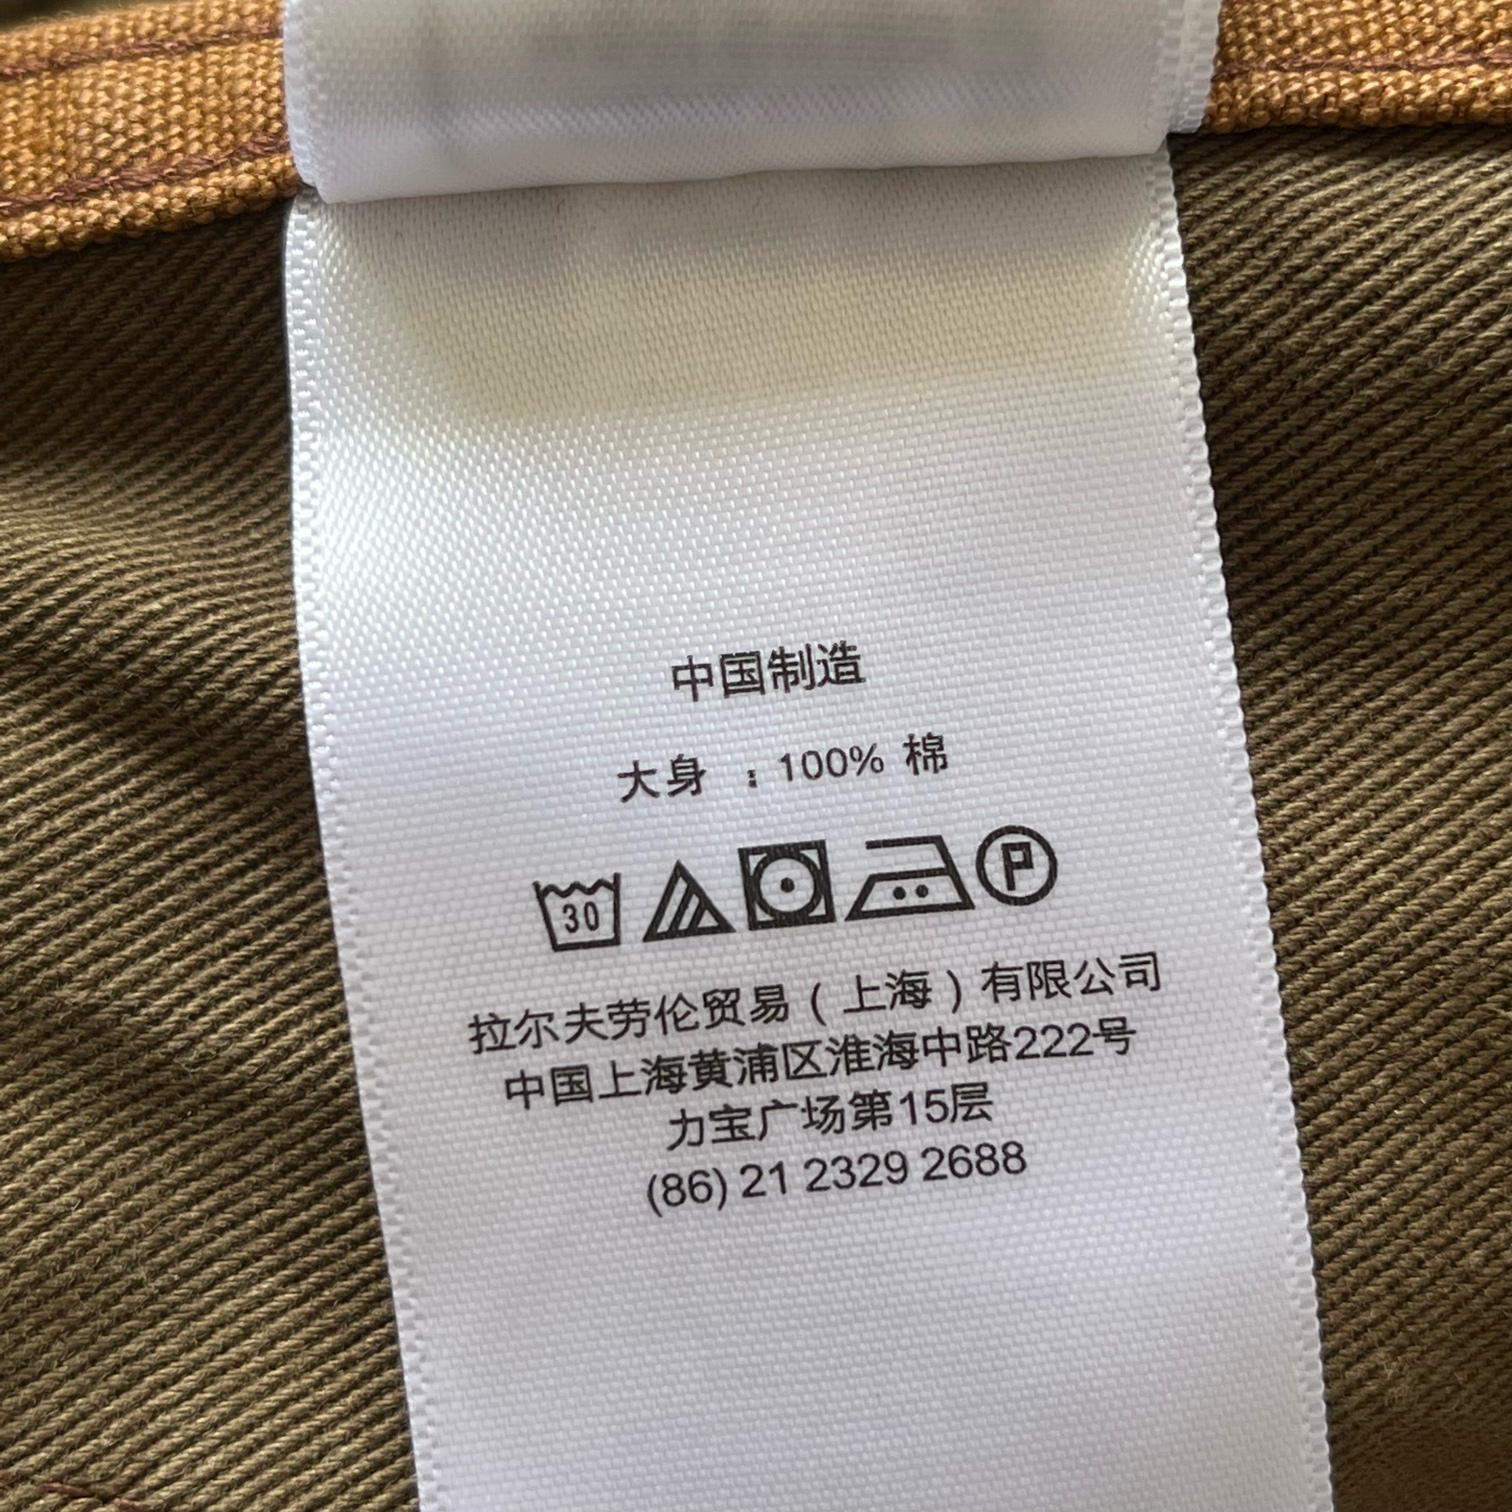 中国制造
大身 : 100% 棉
30
P
拉尔夫劳伦贸易(上海)有限公司
中国上海黄浦区淮海中路222号
力宝广场第15层
(86) 21 2329 2688